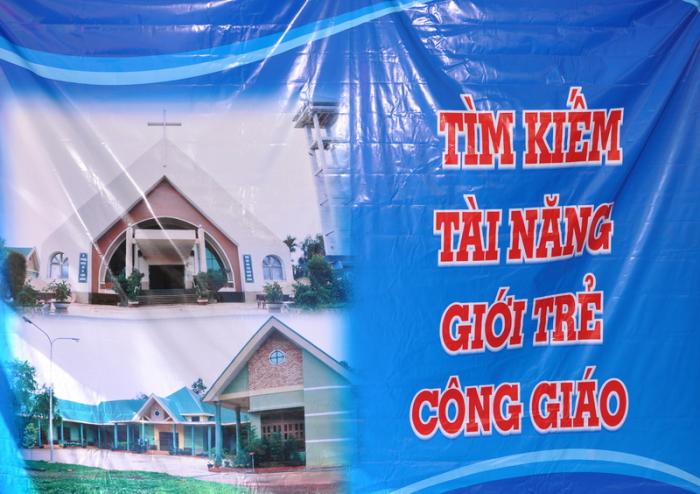 TÌM KIẾM
TÀI NĂNG
GIỚI TRẺ
CÔNG GIÁO